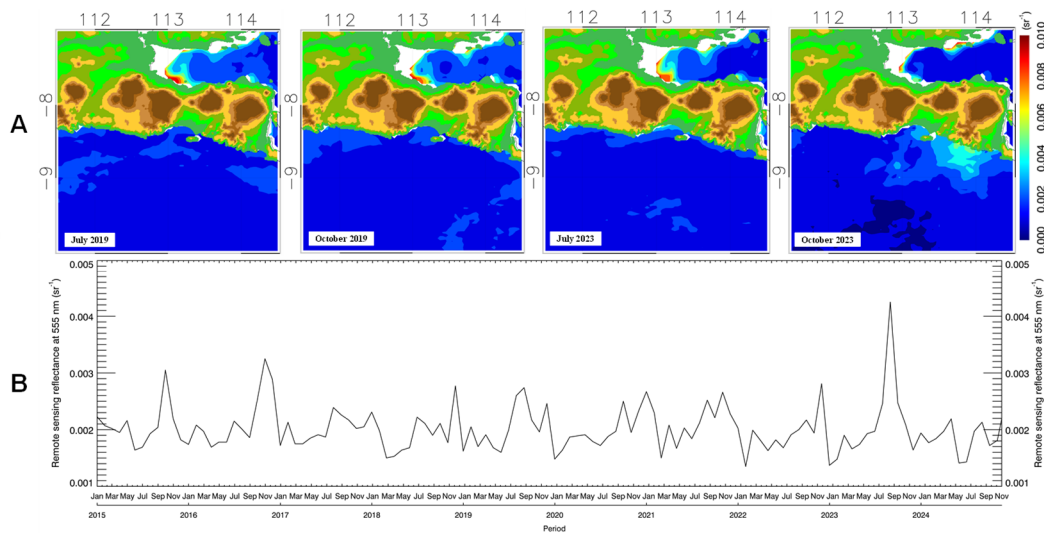 112 113 114 112 113 114 112 113 114 112 113 114
(sr-1)
0.010
0.008
0.006
0.004
0.002
0.001
0.000
-8 -8 -8 -8
A
-9 -9 -9 -9
July 2019 October 2019 July 2023 October 2023
B
Remote sensing reflectance at 555 nm (sr-1)
0.005
0.004
0.003
0.002
0.001
0.005
0.004
0.003
0.002
0.001
Remote sensing reflectance at 555 nm (sr-1)
Jan Mar May Jul Sep Nov Jan Mar May Jul Sep Nov Jan Mar May Jul Sep Nov Jan Mar May Jul Sep Nov Jan Mar May Jul Sep Nov Jan Mar May Jul Sep Nov Jan Mar May Jul Sep Nov Jan Mar May Jul Sep Nov Jan Mar May Jul Sep Nov Jan Mar May Jul Sep Nov
2015 2016 2017 2018 2019 2020 2021 2022 2023 2024
Period